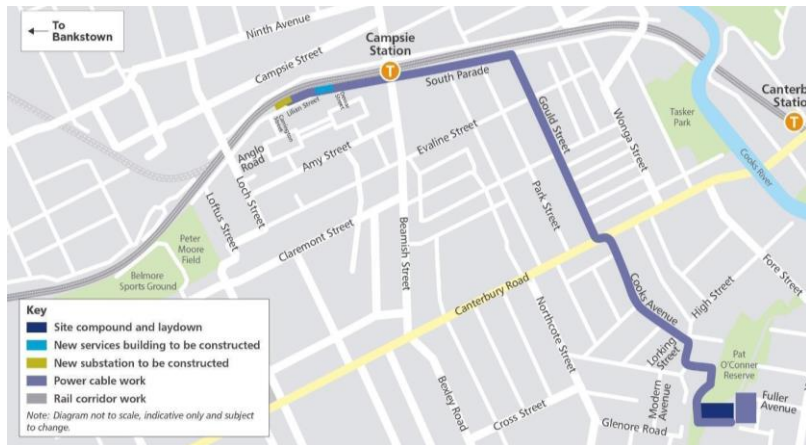 To
Bankstown
Ninth Avenue
Campsie Street
Campsie
Station
T
South Parade
Canterb
Station
T
Lilian Street
Anglo
Road
Amy Street
Evaline Street
Gould Street
Wonga Street
Tasker
Park
Cooks River
Loch Street
Loftus Street
Claremont Street
Beamish Street
Park Street
Peter
Moore
Field
Belmore
Sports Ground
Canterbury Road
Cooks Avenue
High Street
Fore Street
Northcote Street
Bexley Road
Cross Street
Lorking
Street
Modern
Avenue
Glenore Road
Pat
O'Conner
Reserve
Fuller
Avenue
Key
Site compound and laydown
New services building to be constructed
New substation to be constructed
Power cable work
Rail corridor work
Note: Diagram not to scale, indicative only and subject
to change.